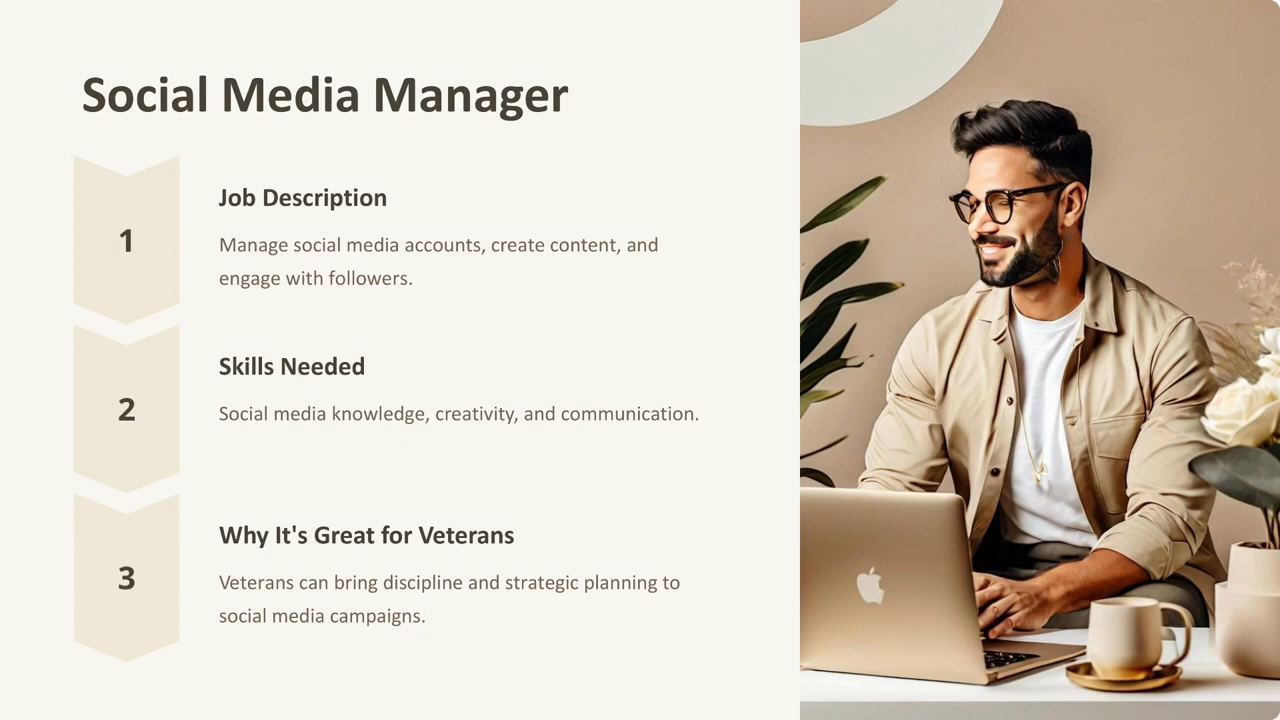 Social Media Manager
1
Job Description
Manage social media accounts, create content, and
engage with followers.
2
Skills Needed
Social media knowledge, creativity, and communication.
3
Why It's Great for Veterans
Veterans can bring discipline and strategic planning to
social media campaigns.